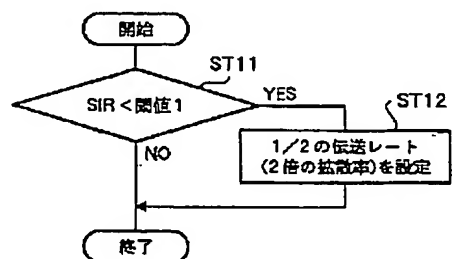 開始
ST11
SIR<閾値1
YES
ST12
NO
1/2の伝送レート
(2倍の拡散率)を設定
終了